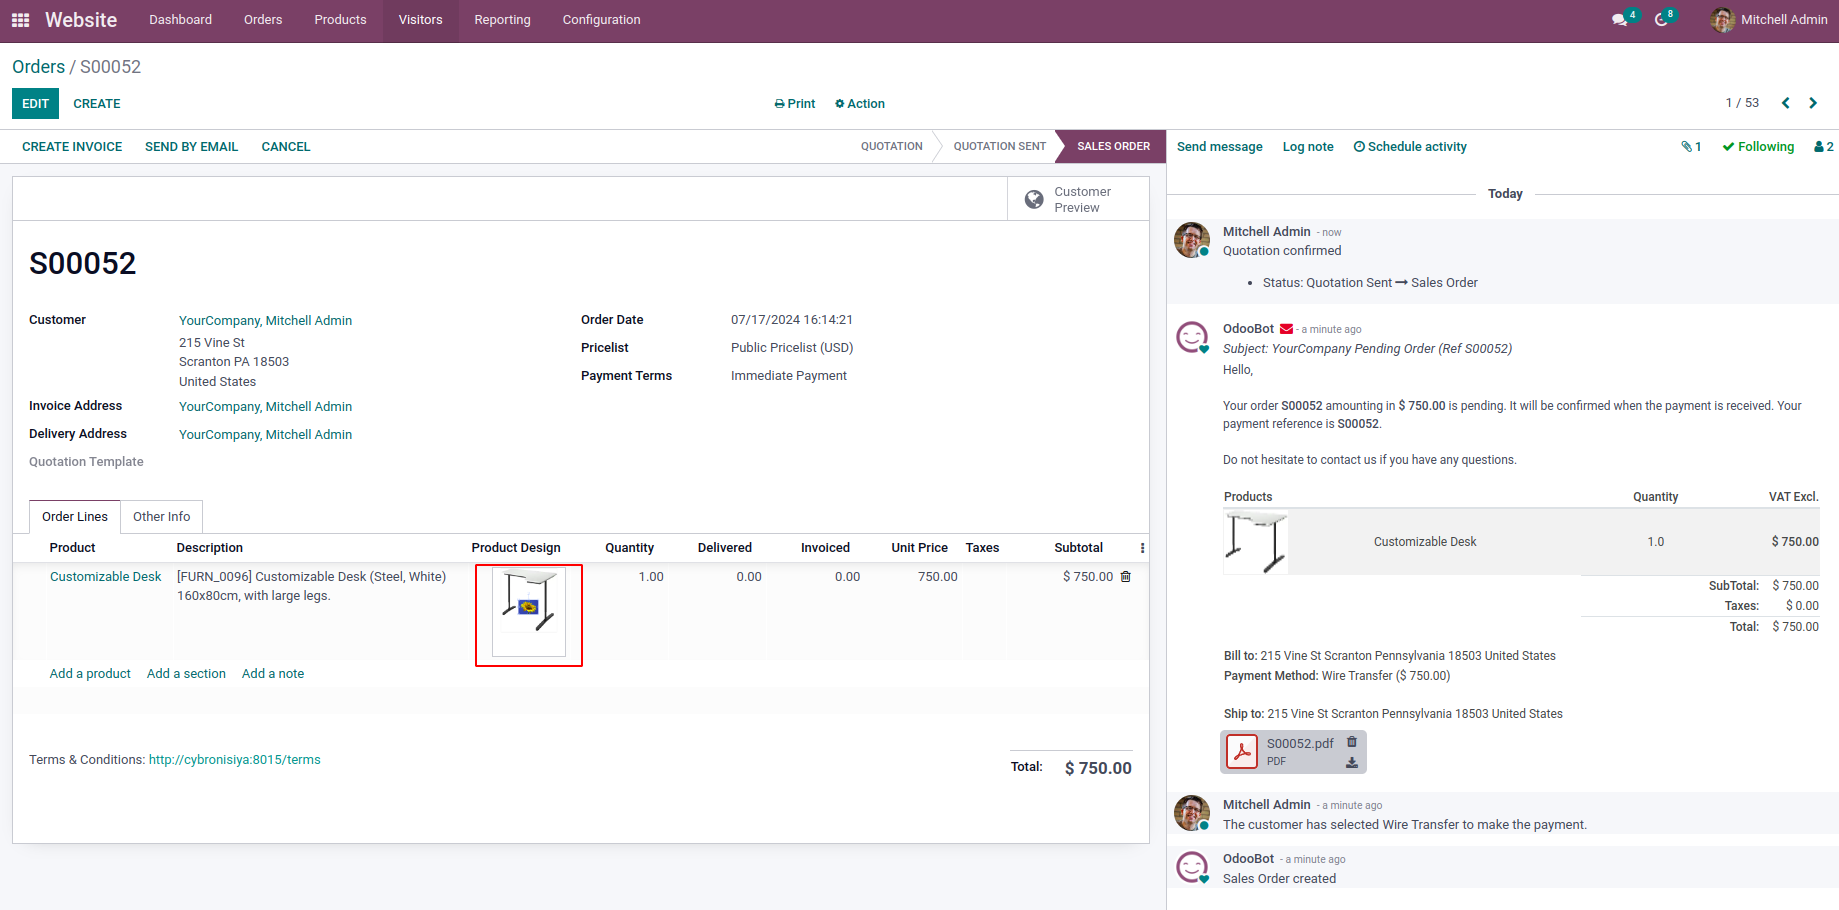 Website Dashboard Orders Products Visitors Reporting Configuration 4 8 Mitchell Admin
Orders / S00052
EDIT CREATE Print Action 1 / 53
CREATE INVOICE SEND BY EMAIL CANCEL QUOTATION QUOTATION SENT SALES ORDER
Customer
Preview
S00052
Customer YourCompany, Mitchell Admin
215 Vine St
Scranton PA 18503
United States
Invoice Address YourCompany, Mitchell Admin
Delivery Address YourCompany, Mitchell Admin
Quotation Template
Order Date 07/17/2024 16:14:21
Pricelist Public Pricelist (USD)
Payment Terms Immediate Payment
Order Lines Other Info
Product Description Product Design Quantity Delivered Invoiced Unit Price Taxes Subtotal
Customizable Desk [FURN_0096] Customizable Desk (Steel, White) 1.00 0.00 0.00 750.00 $ 750.00
160x80cm, with large legs.
Add a product Add a section Add a note
Terms & Conditions: http://cybronisiya:8015/terms
Total: $ 750.00
Send message Log note Schedule activity 1 Following 2
Today
Mitchell Admin - now
Quotation confirmed
• Status: Quotation Sent → Sales Order
OdooBot - a minute ago
Subject: YourCompany Pending Order (Ref S00052)
Hello,
Your order S00052 amounting in $ 750.00 is pending. It will be confirmed when the payment is received. Your
payment reference is S00052.
Do not hesitate to contact us if you have any questions.
Products Quantity VAT Excl.
Customizable Desk 1.0 $ 750.00
SubTotal: $ 750.00
Taxes: $ 0.00
Total: $ 750.00
Bill to: 215 Vine St Scranton Pennsylvania 18503 United States
Payment Method: Wire Transfer ($ 750.00)
Ship to: 215 Vine St Scranton Pennsylvania 18503 United States
S00052.pdf
PDF
Mitchell Admin - a minute ago
The customer has selected Wire Transfer to make the payment.
OdooBot - a minute ago
Sales Order created